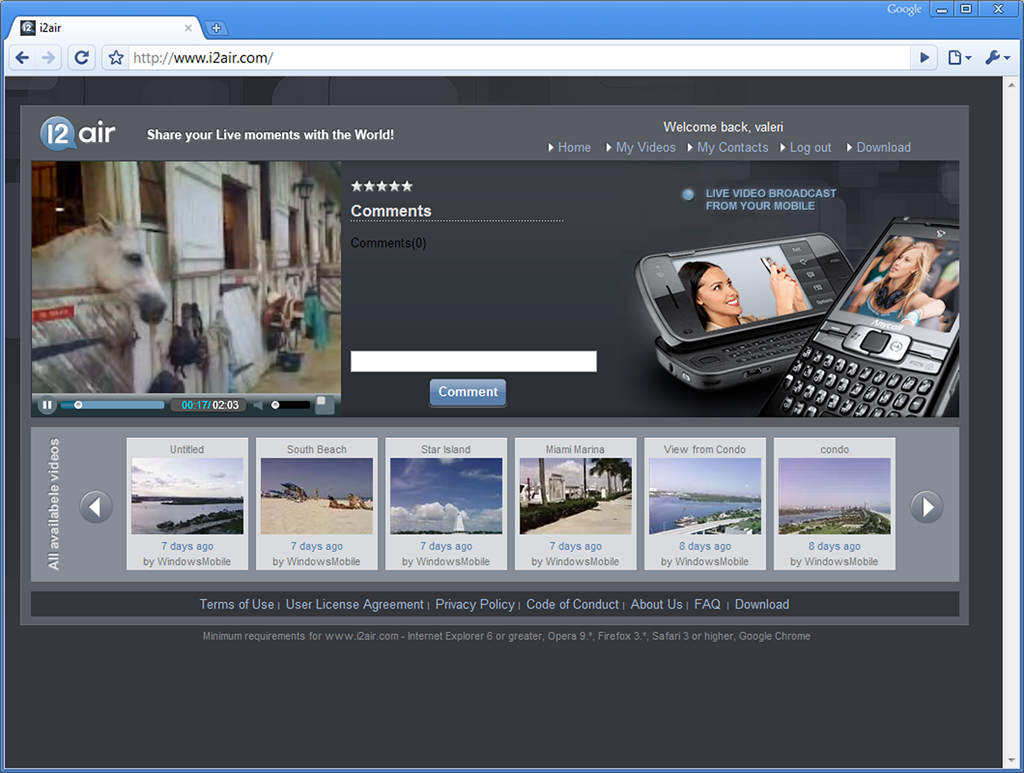 Google
i2air
http://www.i2air.com/
i2 air
Share your Live moments with the World!
Welcome back, valeri
Home My Videos My Contacts Log out Download
LIVE VIDEO BROADCAST
FROM YOUR MOBILE
Comments
Comments(0)
Anycall
Comment
00:17/02:03
All availabele videos
Untitled
7 days ago
by WindowsMobile
South Beach
7 days ago
by WindowsMobile
Star Island
7 days ago
by WindowsMobile
Miami Marina
7 days ago
by WindowsMobile
View from Condo
8 days ago
by WindowsMobile
condo
8 days ago
by WindowsMobile
Terms of Use | User License Agreement | Privacy Policy | Code of Conduct | About Us | FAQ | Download
Minimum requirements for www.i2air.com - Internet Explorer 6 or greater, Opera 9.*, Firefox 3.*, Safari 3 or higher, Google Chrome